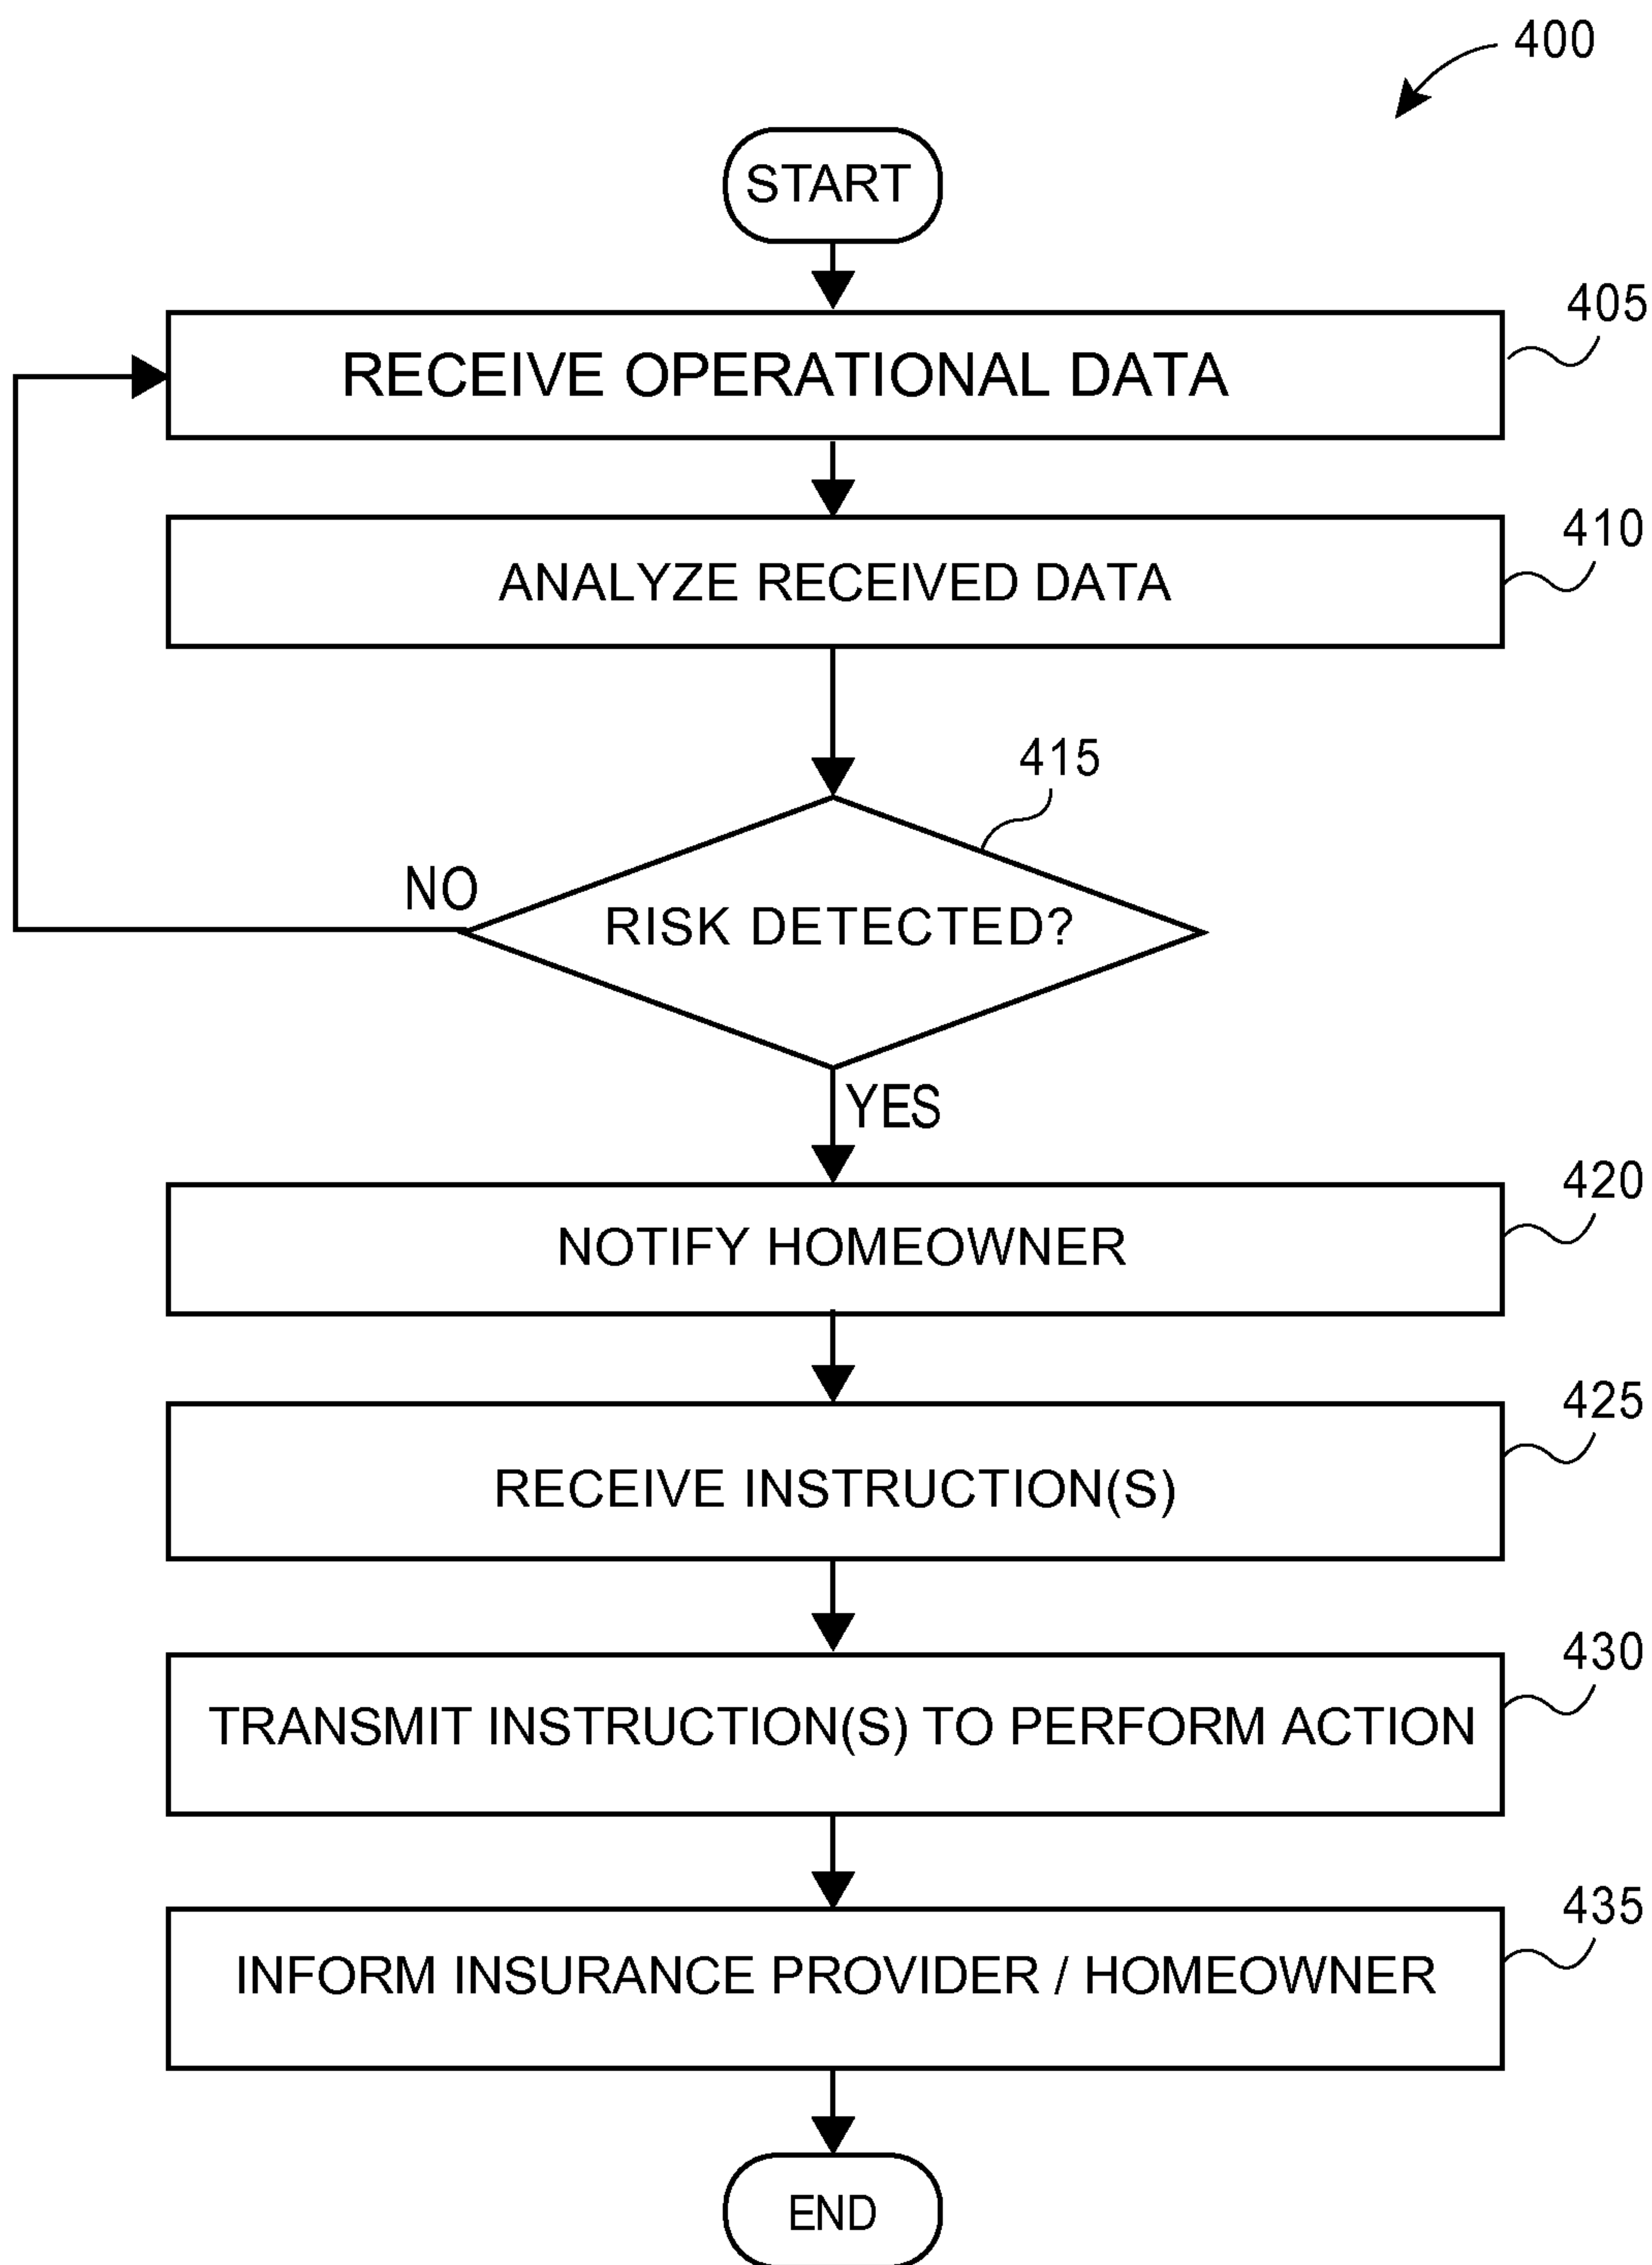 400
START
405
RECEIVE OPERATIONAL DATA
410
ANALYZE RECEIVED DATA
415
NO
RISK DETECTED?
YES
420
NOTIFY HOMEOWNER
425
RECEIVE INSTRUCTION(S)
430
TRANSMIT INSTRUCTION(S) TO PERFORM ACTION
435
INFORM INSURANCE PROVIDER / HOMEOWNER
END